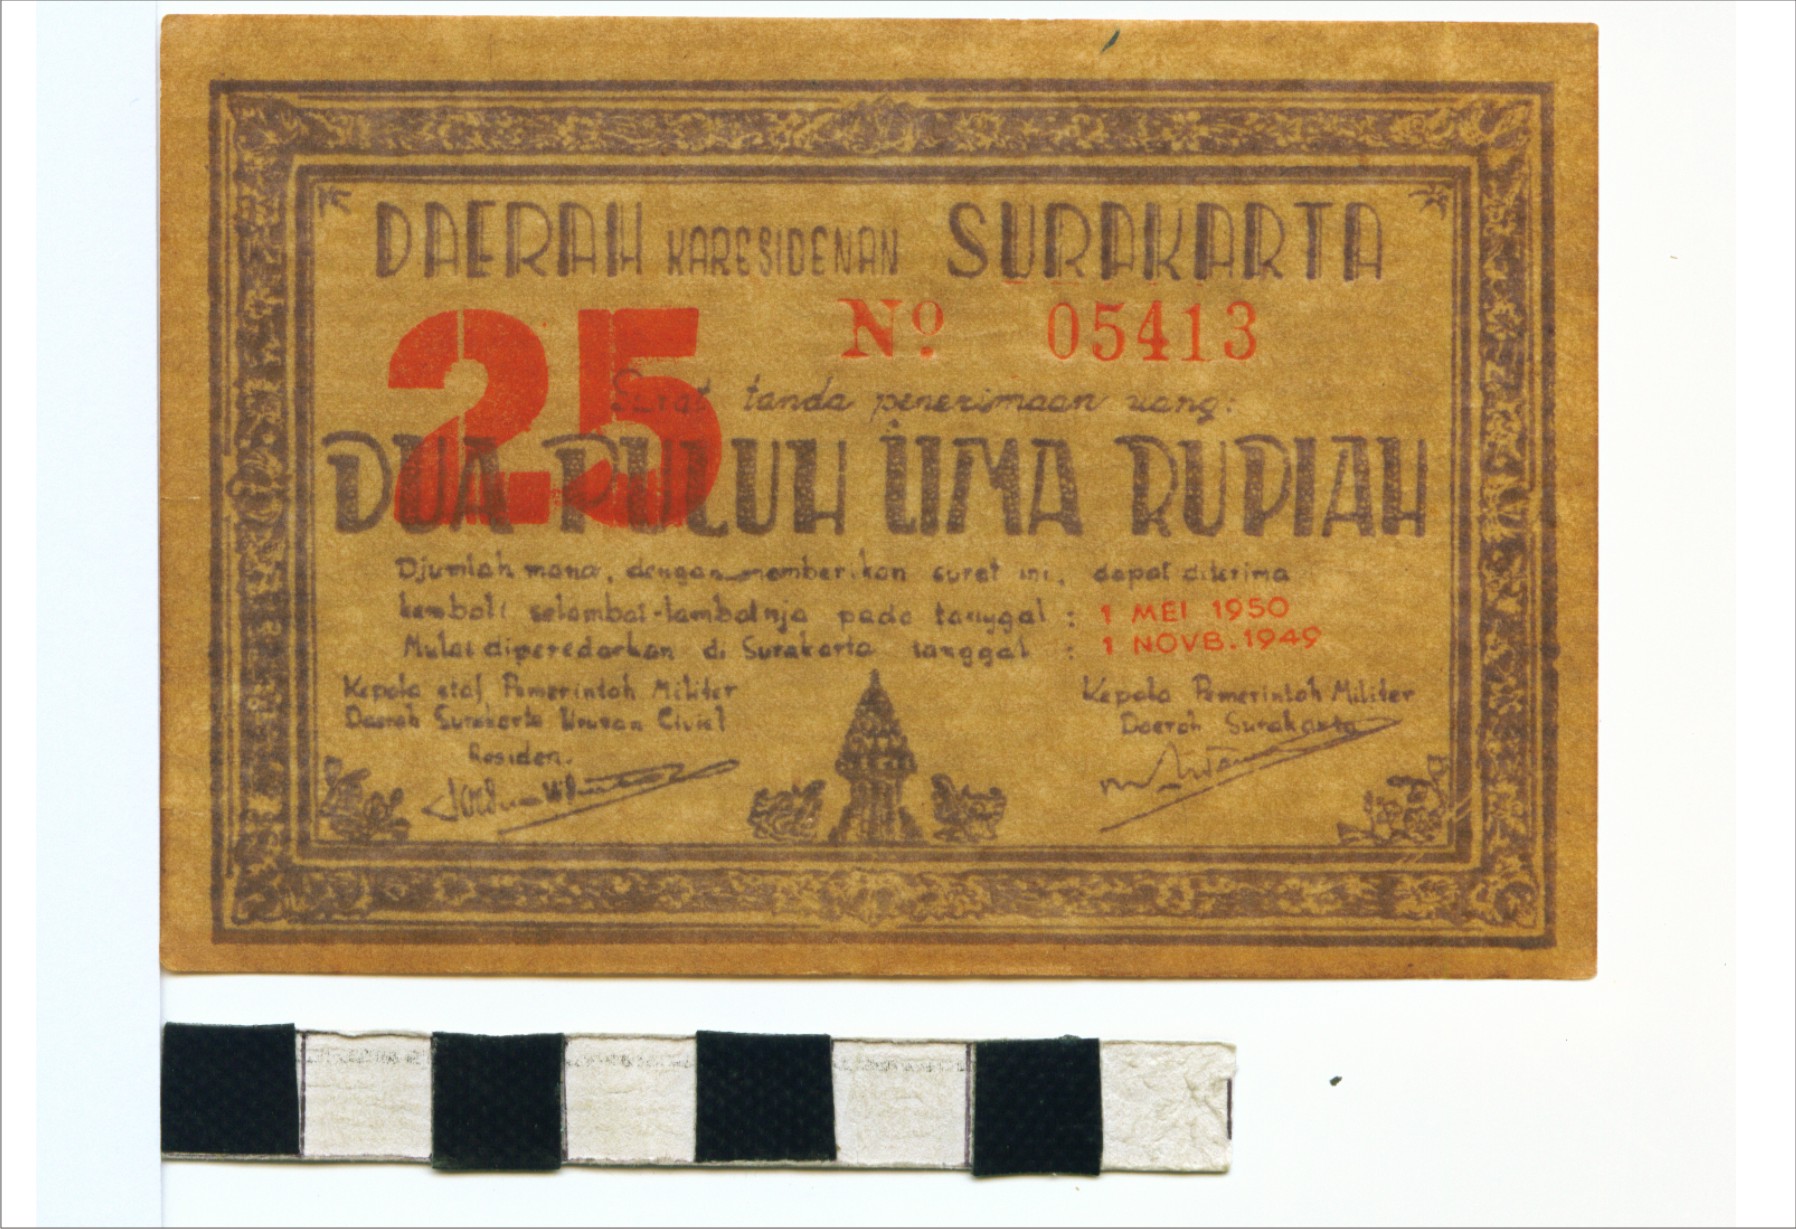 DAERAH KARESIDENAN SURAKARTA
25 Nº 05413
Surat tanda penerimaan uang:
DUA PULUH LIMA RUPIAH
Djumlah mana, dengan memberikan surat ini, dapat diterima
kembali selambat-lambatnja pada tanggal : 1 MEI 1950
Mulai diperedarkan di Surakarta tanggal : 1 NOVB. 1949
Kepala staf Pemerintah Militer
Daerah Surakarta Urusan Civiel
Residen.
Kepala Pemerintah Militer
Daerah Surakarta